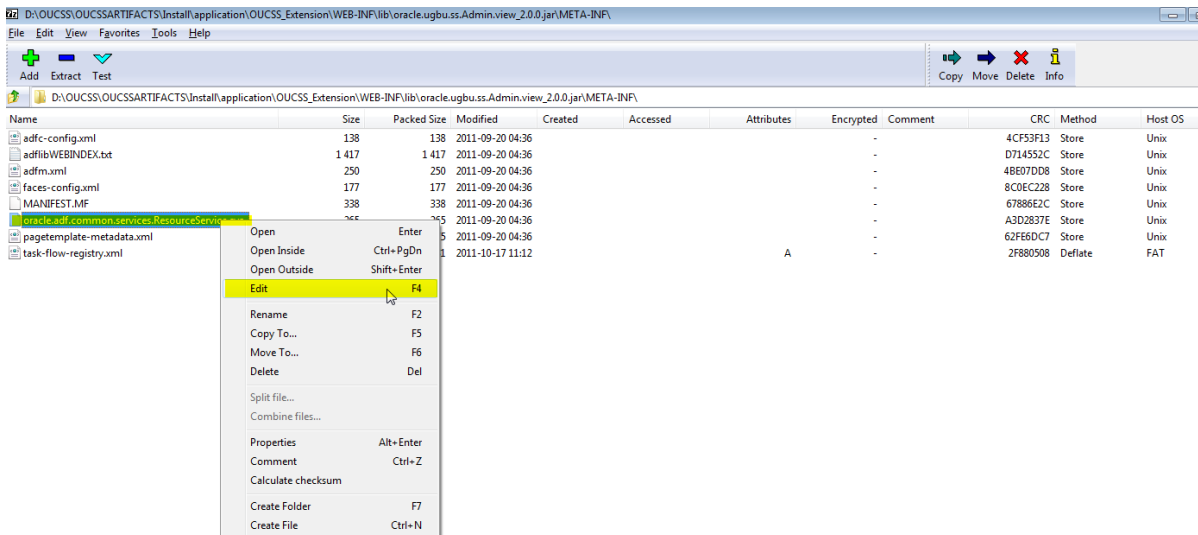 D:\OUCSS\OUCSSARTIFACTS\Install\application\OUCSS_Extension\WEB-INF\lib\oracle.ugbu.ss.Admin.view_2.0.0.jar\META-INF\
File Edit View Favorites Tools Help
Add Extract Test Copy Move Delete Info
D:\OUCSS\OUCSSARTIFACTS\Install\application\OUCSS_Extension\WEB-INF\lib\oracle.ugbu.ss.Admin.view_2.0.0.jar\META-INF\
Name Size Packed Size Modified Created Accessed Attributes Encrypted Comment CRC Method Host OS
adfc-config.xml 138 138 2011-09-20 04:36 - 4CF53F13 Store Unix
adflibWEBINDEX.txt 1 417 1 417 2011-09-20 04:36 - D714552C Store Unix
adfm.xml 250 250 2011-09-20 04:36 - 4BE07DD8 Store Unix
faces-config.xml 177 177 2011-09-20 04:36 - 8C0EC228 Store Unix
MANIFEST.MF 338 338 2011-09-20 04:36 - 67886E2C Store Unix
oracle.adf.common.services.ResourceService.sva 265 265 2011-09-20 04:36 - A3D2837E Store Unix
pagetemplate-metadata.xml 5 2011-09-20 04:36 - 62FE6DC7 Store Unix
task-flow-registry.xml 1 2011-10-17 11:12 A - 2F880508 Deflate FAT
Open Enter
Open Inside Ctrl+PgDn
Open Outside Shift+Enter
Edit F4
Rename F2
Copy To... F5
Move To... F6
Delete Del
Split file...
Combine files...
Properties Alt+Enter
Comment Ctrl+Z
Calculate checksum
Create Folder F7
Create File Ctrl+N